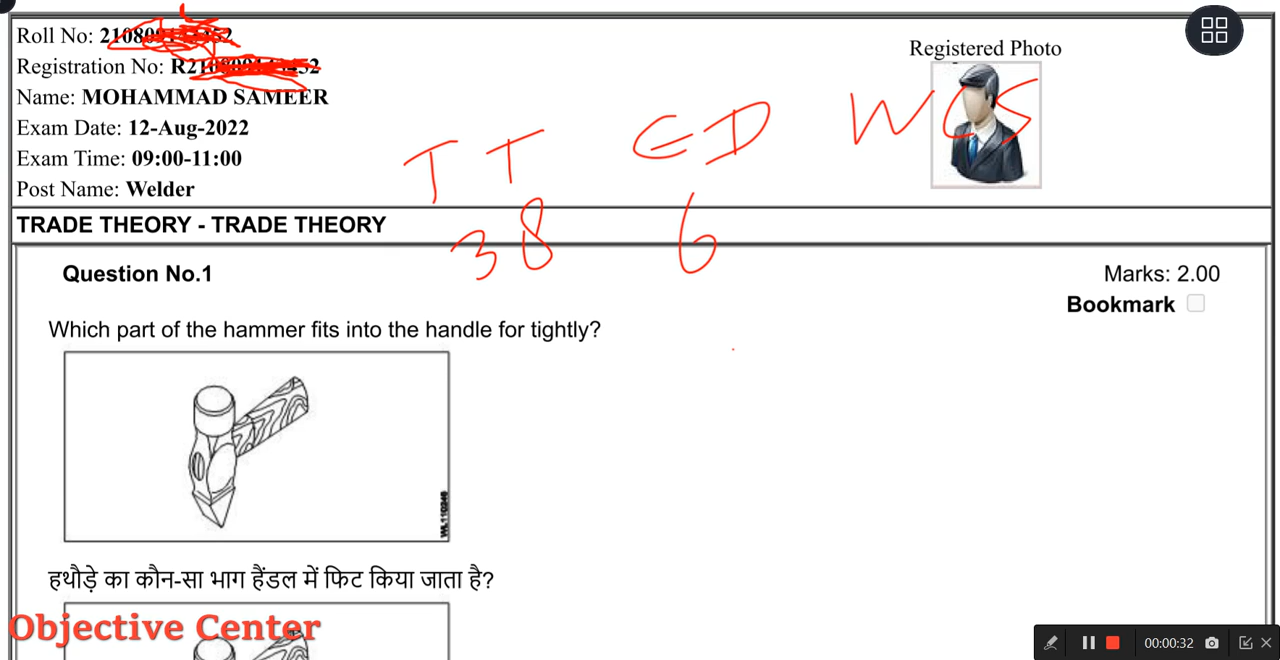 Roll No:
Registration No:
Name: MOHAMMAD SAMEER
Exam Date: 12-Aug-2022
Exam Time: 09:00-11:00
Post Name: Welder
Registered Photo
TT ED WCS
38 6
TRADE THEORY - TRADE THEORY
Question No.1
Marks: 2.00
Bookmark
Which part of the hammer fits into the handle for tightly?
हथौड़े का कौन-सा भाग हैंडल में फिट किया जाता है?
Objective Center
00:00:32